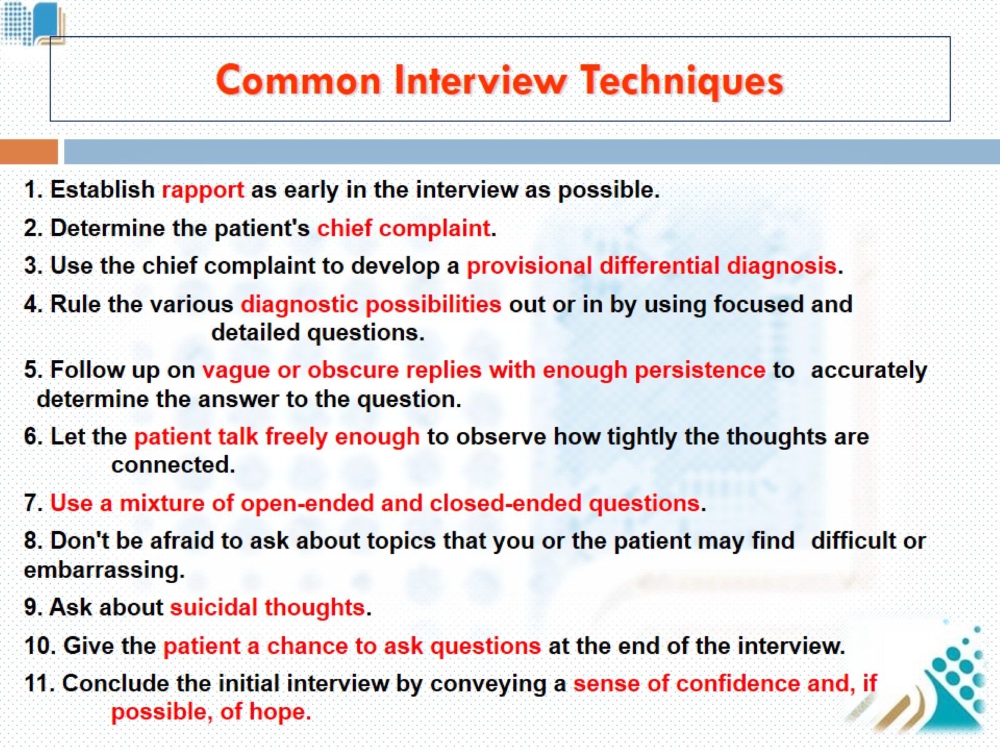 Common Interview Techniques
1. Establish rapport as early in the interview as possible.
2. Determine the patient's chief complaint.
3. Use the chief complaint to develop a provisional differential diagnosis.
4. Rule the various diagnostic possibilities out or in by using focused and
detailed questions.
5. Follow up on vague or obscure replies with enough persistence to accurately
determine the answer to the question.
6. Let the patient talk freely enough to observe how tightly the thoughts are
connected.
7. Use a mixture of open-ended and closed-ended questions.
8. Don't be afraid to ask about topics that you or the patient may find difficult or
embarrassing.
9. Ask about suicidal thoughts.
10. Give the patient a chance to ask questions at the end of the interview.
11. Conclude the initial interview by conveying a sense of confidence and, if
possible, of hope.